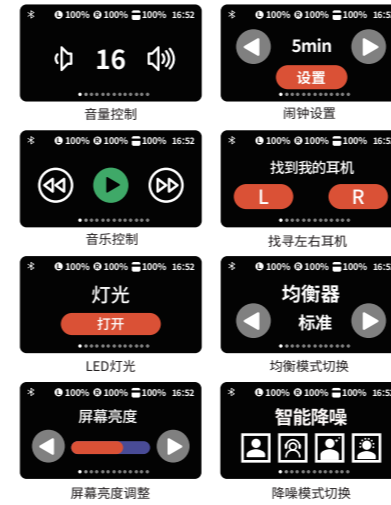 L 100% R 100% 100% 16:52
16
音量控制
L 100% R 100% 100% 16:52
5min
设置
闹钟设置
L 100% R 100% 100% 16:52
音乐控制
L 100% R 100% 100% 16:52
找到我的耳机
L R
找寻左右耳机
L 100% R 100% 100% 16:52
灯光
打开
LED灯光
L 100% R 100% 100% 16:52
均衡器
标准
均衡模式切换
L 100% R 100% 100% 16:52
屏幕亮度
屏幕亮度调整
L 100% R 100% 100% 16:52
智能降噪
降噪模式切换